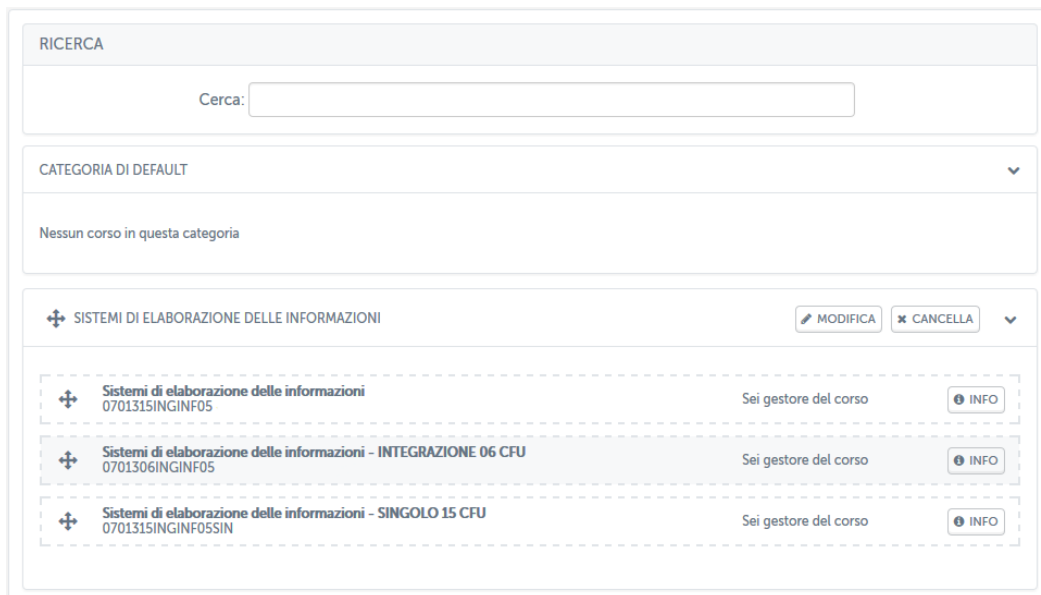 RICERCA
Cerca:
CATEGORIA DI DEFAULT
Nessun corso in questa categoria
SISTEMI DI ELABORAZIONE DELLE INFORMAZIONI MODIFICA CANCELLA
Sistemi di elaborazione delle informazioni
0701315INGINF05
Sei gestore del corso INFO
Sistemi di elaborazione delle informazioni - INTEGRAZIONE 06 CFU
0701306INGINF05
Sei gestore del corso INFO
Sistemi di elaborazione delle informazioni - SINGOLO 15 CFU
0701315INGINF05SIN
Sei gestore del corso INFO